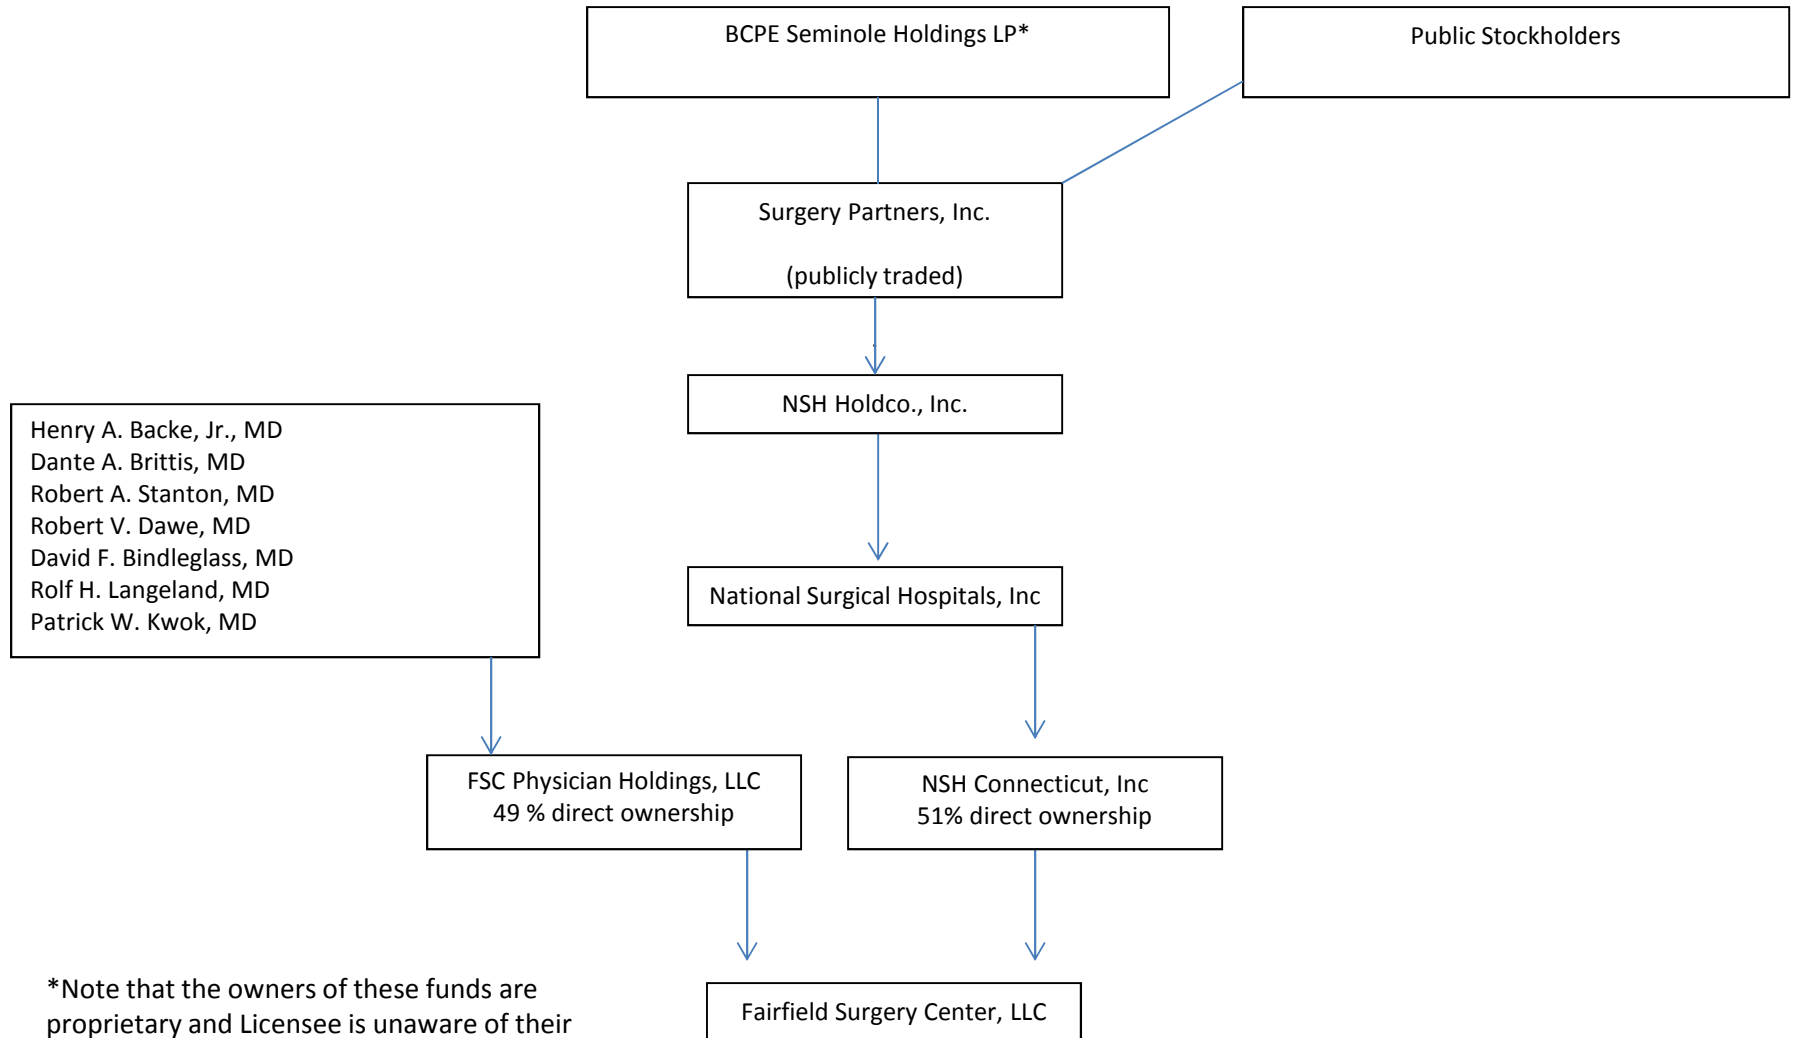 BCPE Seminole Holdings LP*
Public Stockholders
Surgery Partners, Inc.
(publicly traded)
NSH Holdco., Inc.
Henry A. Backe, Jr., MD
Dante A. Brittis, MD
Robert A. Stanton, MD
Robert V. Dawe, MD
David F. Bindleglass, MD
Rolf H. Langeland, MD
Patrick W. Kwok, MD
National Surgical Hospitals, Inc
FSC Physician Holdings, LLC
49 % direct ownership
NSH Connecticut, Inc
51% direct ownership
*Note that the owners of these funds are
proprietary and Licensee is unaware of their
Fairfield Surgery Center, LLC